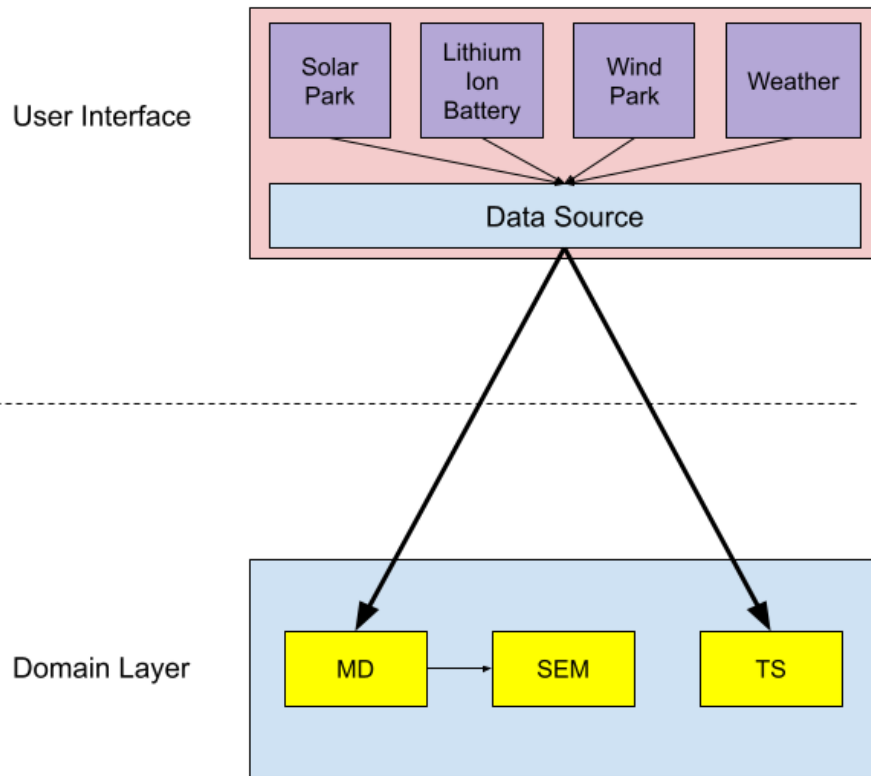 User Interface
Solar
Park
Lithium
Ion
Battery
Wind
Park
Weather
Data Source
Domain Layer
MD
SEM
TS